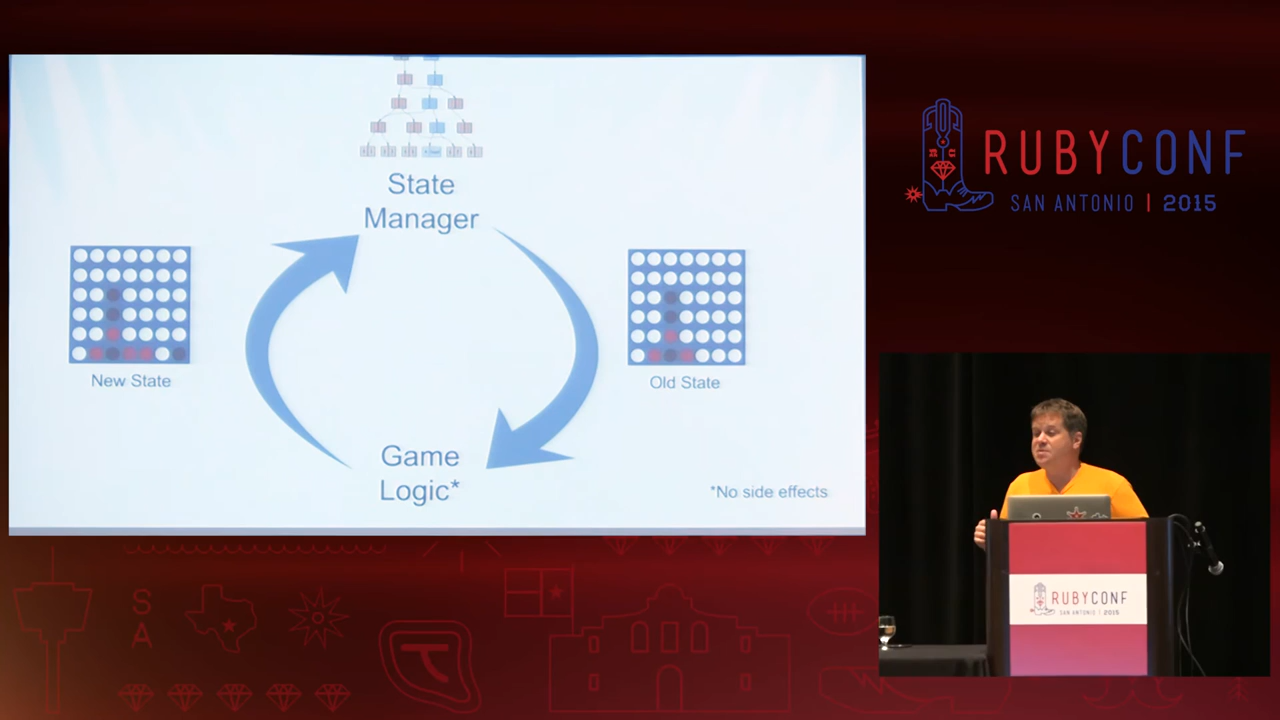 State
Manager
New State
Old State
Game
Logic*
*No side effects
RUBYCONF
SAN ANTONIO | 2015
RUBYCONF
SAN ANTONIO | 2015
S
A